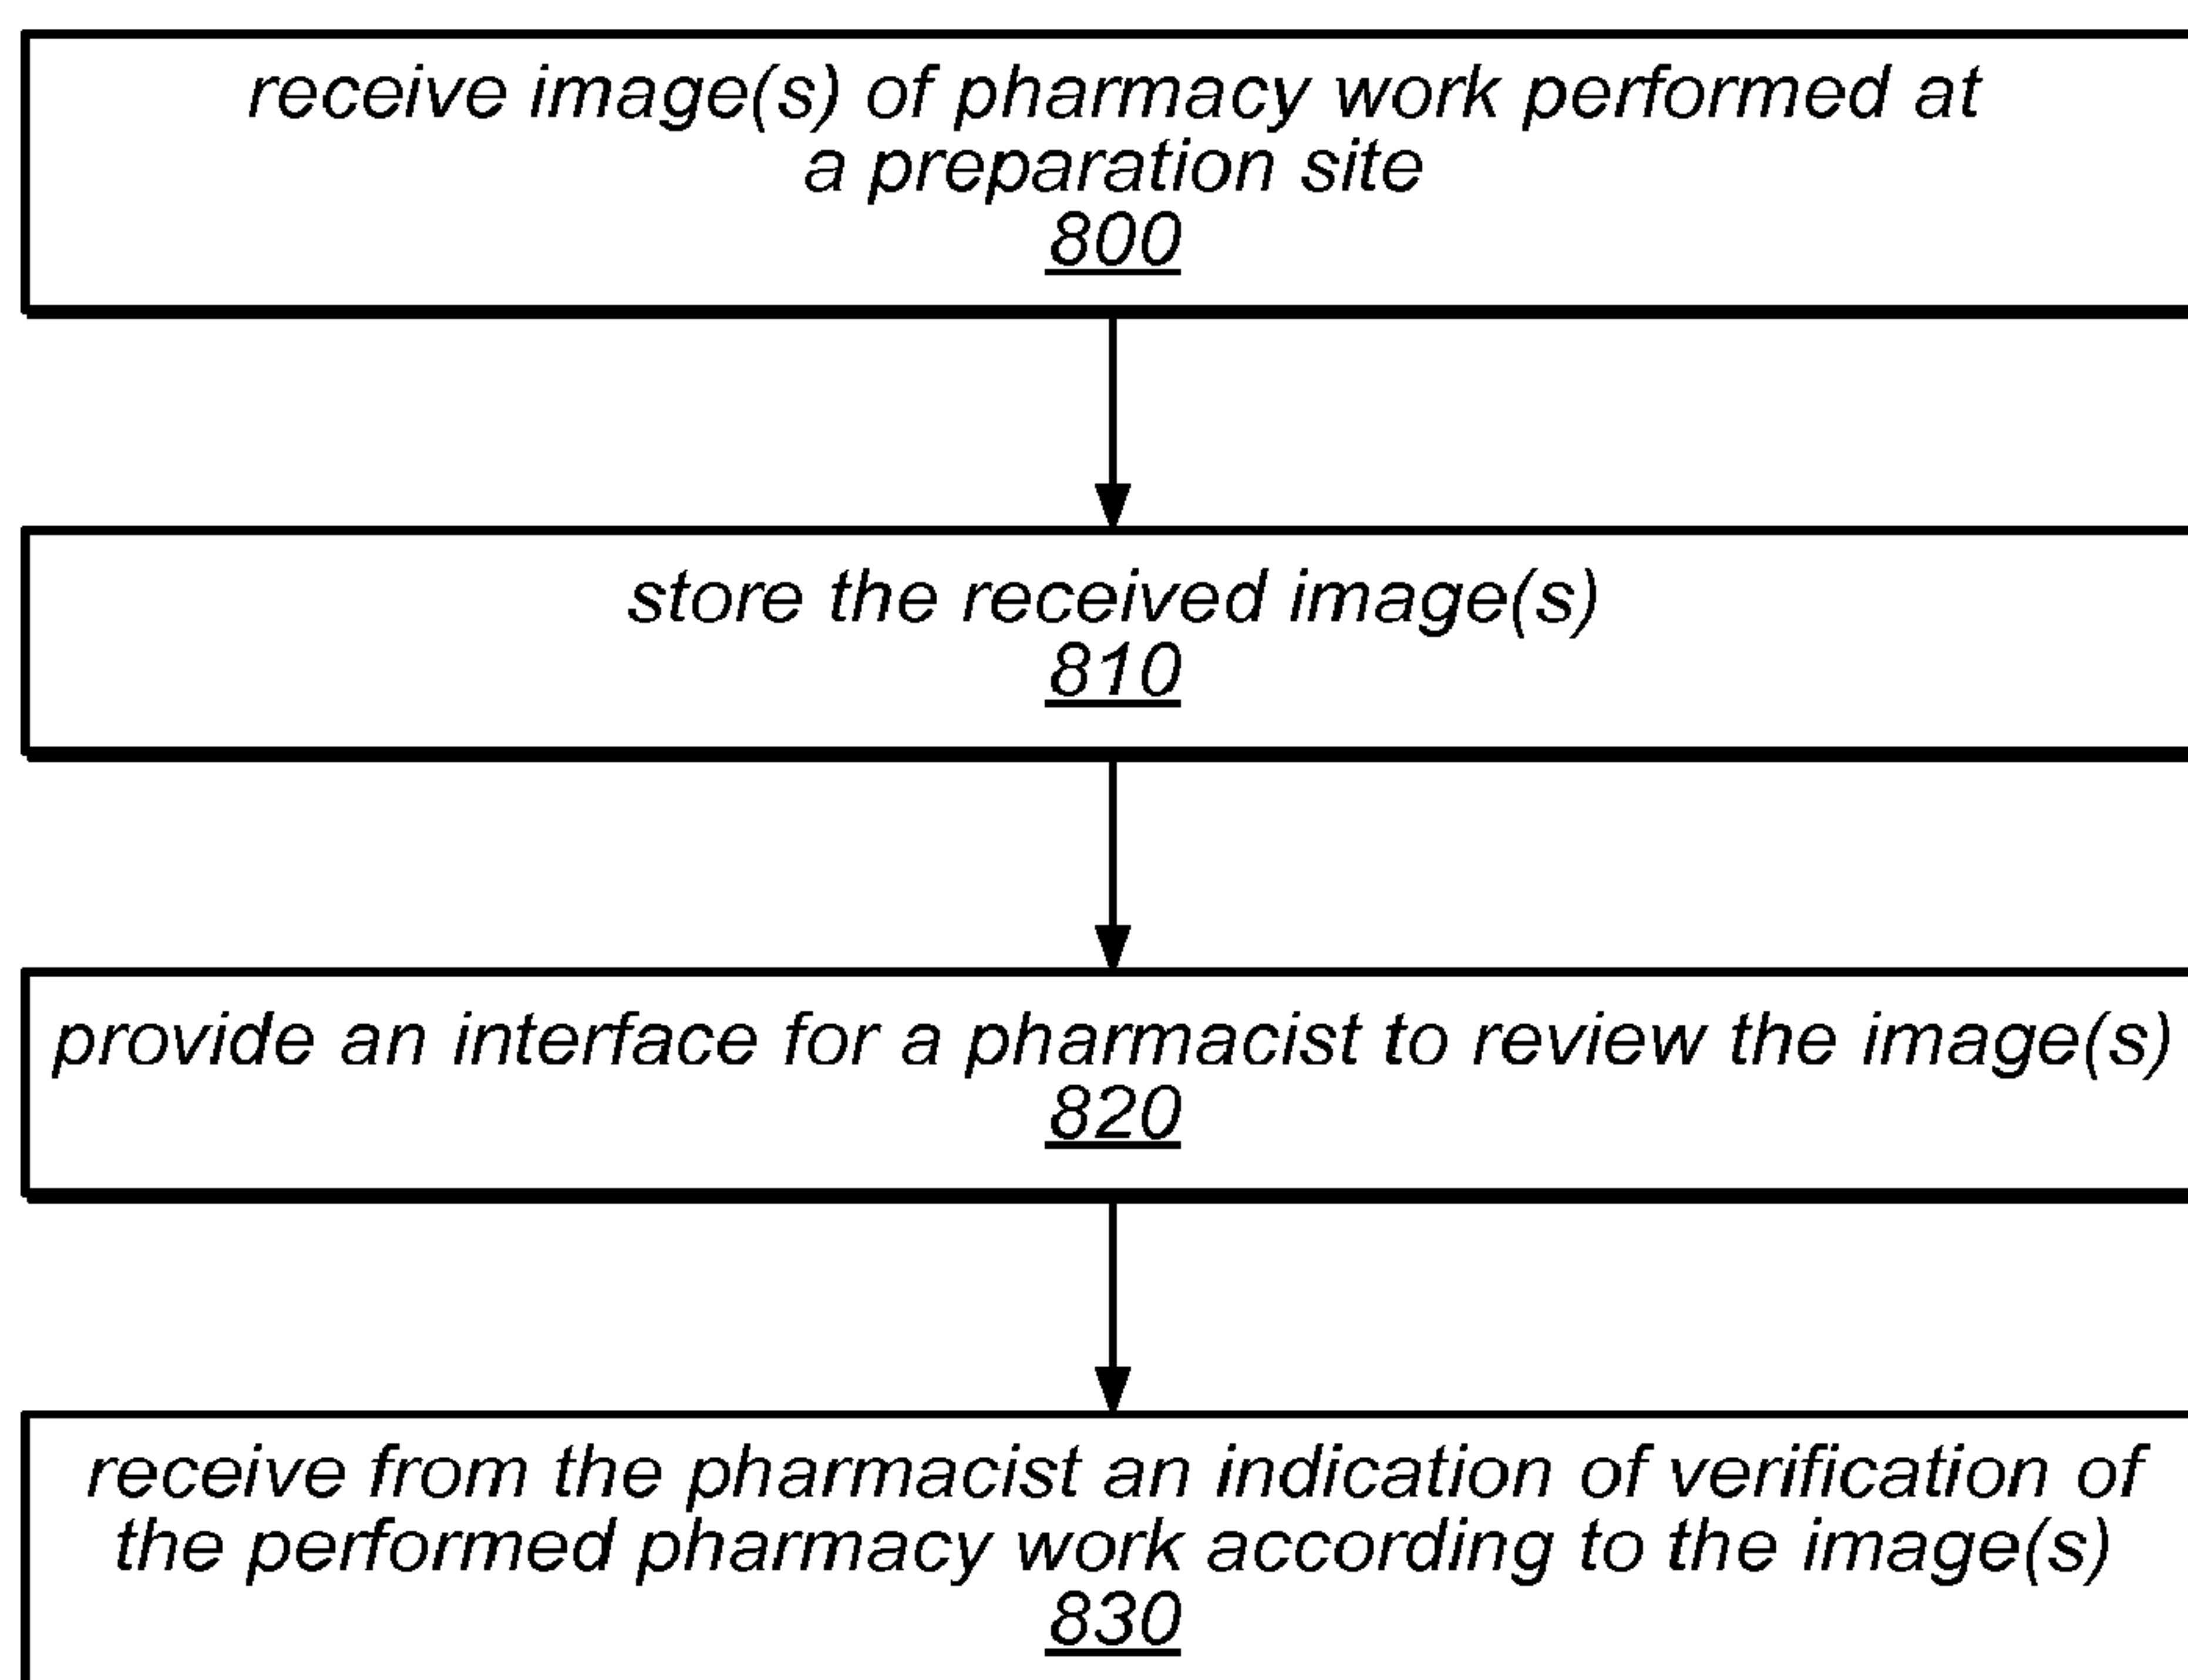 receive image(s) of pharmacy work performed at
a preparation site
800
store the received image(s)
810
provide an interface for a pharmacist to review the image(s)
820
receive from the pharmacist an indication of verification of
the performed pharmacy work according to the image(s)
830